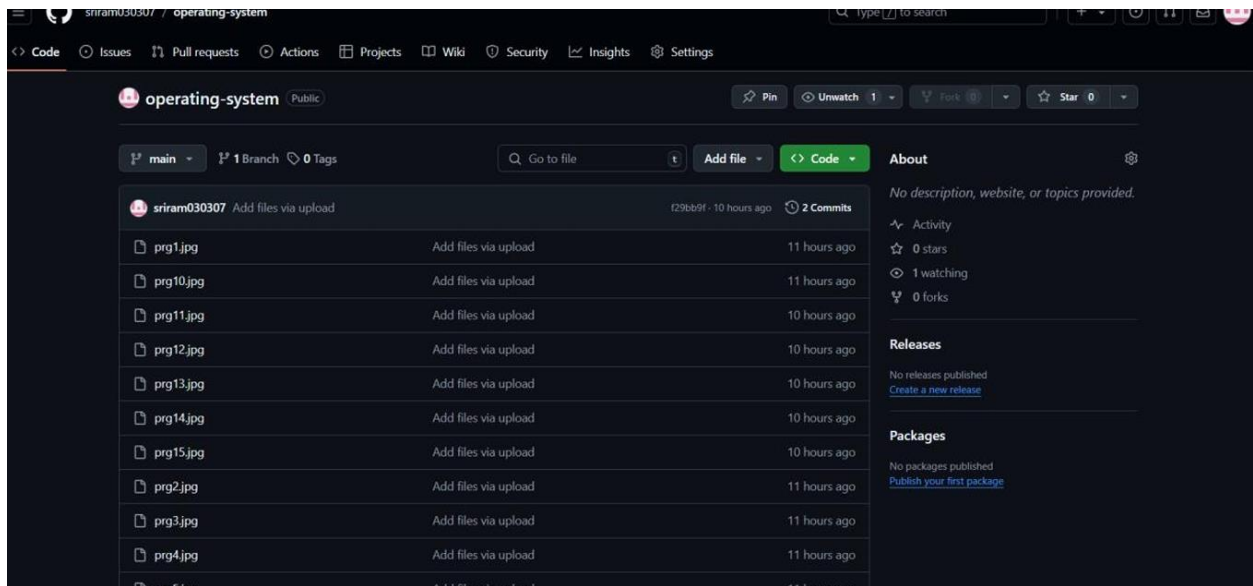 sriram030307 / operating-system
Type / to search
Code Issues Pull requests Actions Projects Wiki Security Insights Settings
operating-system Public
Pin Unwatch 1 Fork 0 Star 0
main 1 Branch 0 Tags
Go to file t Add file Code
sriram030307 Add files via upload f29bb9f · 10 hours ago 2 Commits
prg1.jpg Add files via upload 11 hours ago
prg10.jpg Add files via upload 11 hours ago
prg11.jpg Add files via upload 10 hours ago
prg12.jpg Add files via upload 10 hours ago
prg13.jpg Add files via upload 10 hours ago
prg14.jpg Add files via upload 10 hours ago
prg15.jpg Add files via upload 10 hours ago
prg2.jpg Add files via upload 11 hours ago
prg3.jpg Add files via upload 11 hours ago
prg4.jpg Add files via upload 11 hours ago
About
No description, website, or topics provided.
Activity
0 stars
1 watching
0 forks
Releases
No releases published
Create a new release
Packages
No packages published
Publish your first package